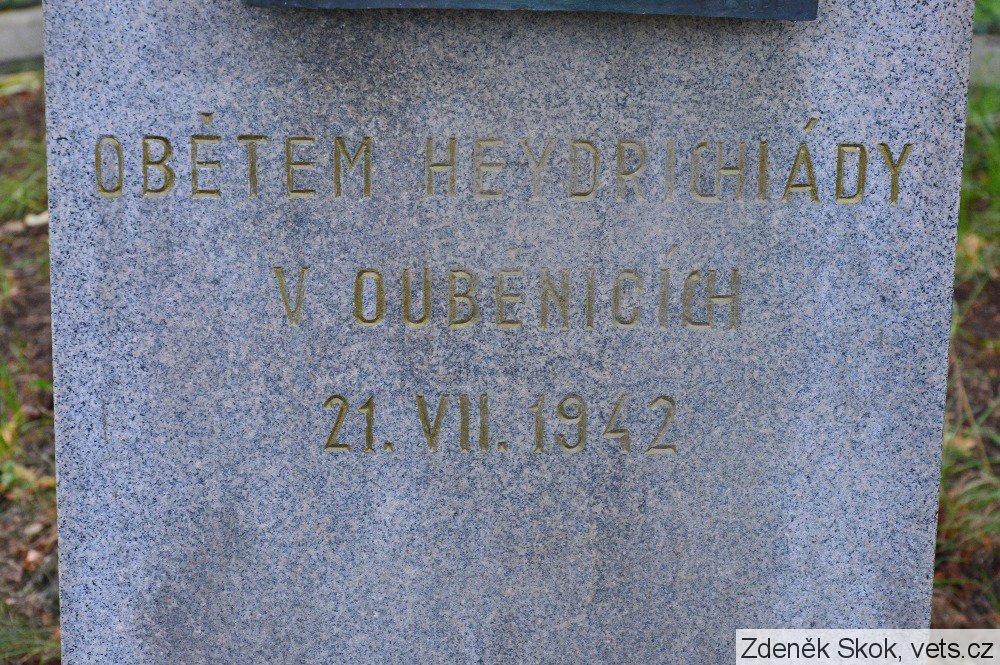 OBĚTEM HEYDRICHIÁDY
V OUBĚNICÍCH
21. VII. 1942
Zdeněk Skok, vets.cz